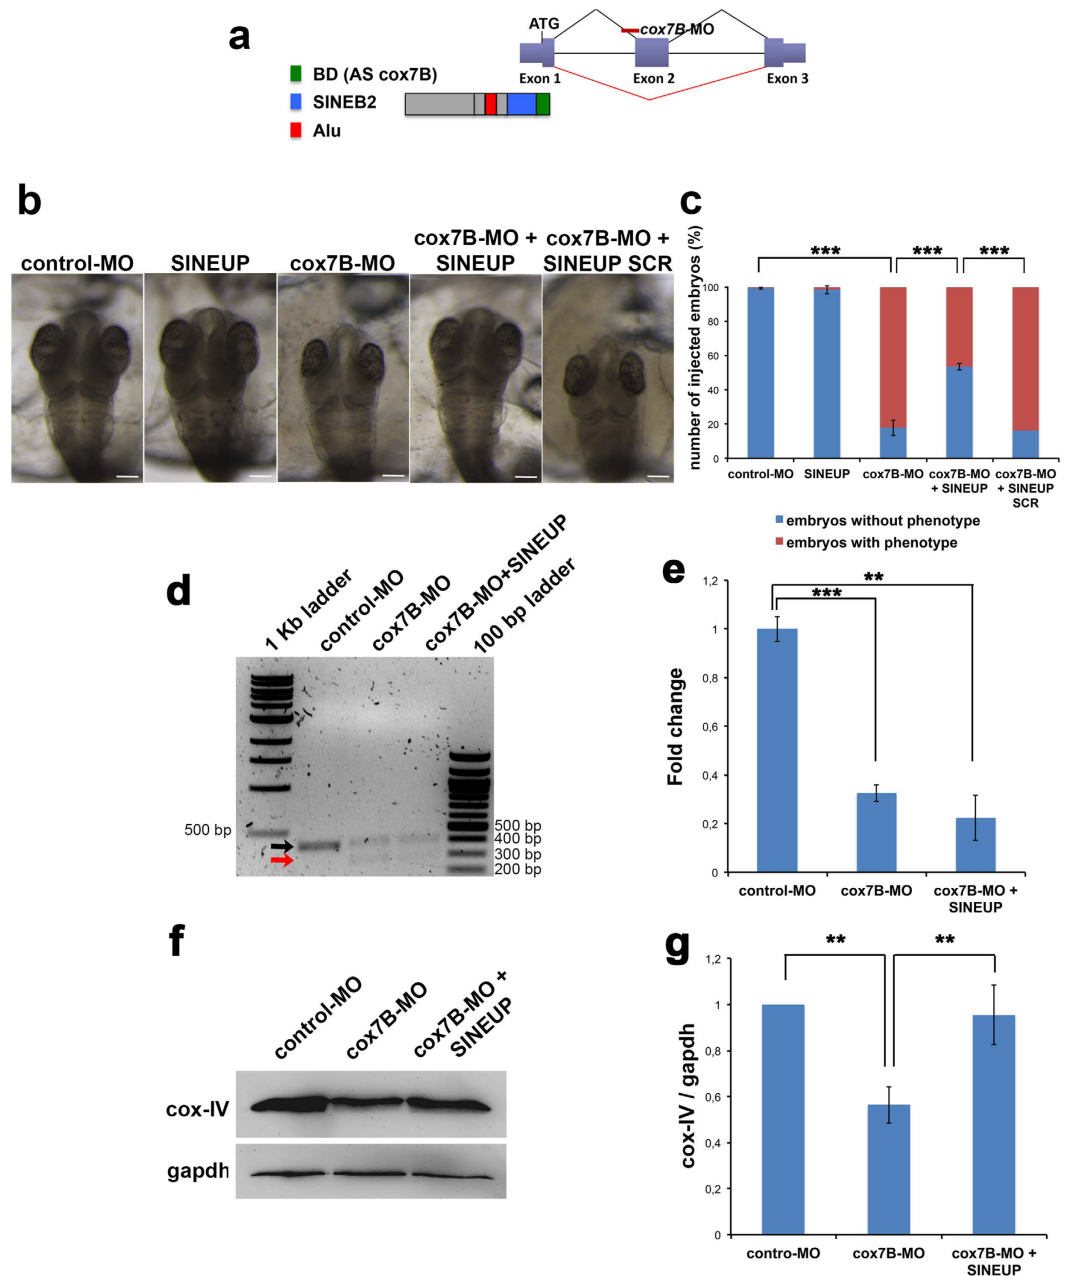 a
ATG
cox7B-MO
Exon 1
Exon 2
Exon 3
BD (AS cox7B)
SINEB2
Alu
b
control-MO
SINEUP
cox7B-MO
cox7B-MO +
SINEUP
cox7B-MO +
SINEUP SCR
c
number of injected embryos (%)
***
***
***
100
80
60
40
20
0
control-MO
SINEUP
cox7B-MO
cox7B-MO
+ SINEUP
cox7B-MO
+ SINEUP
SCR
embryos without phenotype
embryos with phenotype
d
1 Kb ladder
control-MO
cox7B-MO
cox7B-MO+SINEUP
100 bp ladder
500 bp
500 bp
400 bp
300 bp
200 bp
e
Fold change
**
***
1,2
1
0,8
0,6
0,4
0,2
0
control-MO
cox7B-MO
cox7B-MO +
SINEUP
f
control-MO
cox7B-MO
cox7B-MO +
SINEUP
cox-IV
gapdh
g
cox-IV / gapdh
**
**
1,2
1
0,8
0,6
0,4
0,2
0
contro-MO
cox7B-MO
cox7B-MO +
SINEUP